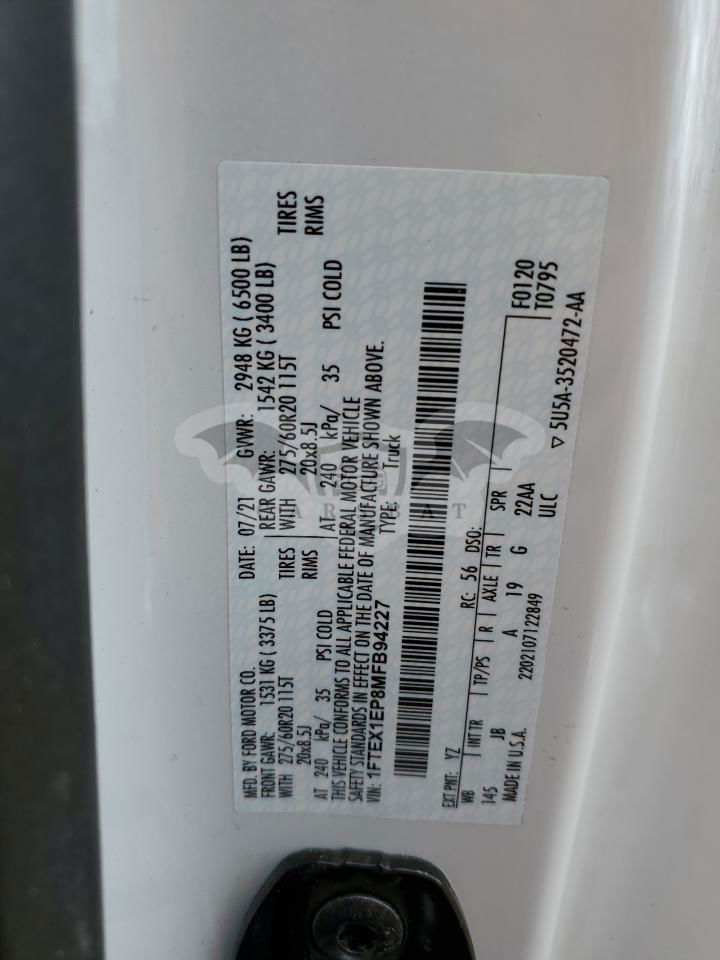 MFD. BY FORD MOTOR CO.
DATE: 07/21 GVWR: 2948 KG ( 6500 LB)
FRONT GAWR: 1531 KG ( 3375 LB) REAR GAWR: 1542 KG ( 3400 LB)
WITH 275/60R20 115T TIRES WITH 275/60R20 115T TIRES
20x8.5J RIMS 20x8.5J RIMS
AT 240 kPa/ 35 PSI COLD AT 240 kPa/ 35 PSI COLD
THIS VEHICLE CONFORMS TO ALL APPLICABLE FEDERAL MOTOR VEHICLE
SAFETY STANDARDS IN EFFECT ON THE DATE OF MANUFACTURE SHOWN ABOVE.
VIN: 1FTEX1EP8MFB94227 TYPE: Truck
EXT PNT: YZ RC: 56 DSO: F0120
WB INT TR TP/PS R AXLE TR SPR T0795
145 JB A 19 G 22AA
MADE IN U.S.A. 2202107122849 ULC ▽ 5U5A-3520472-AA